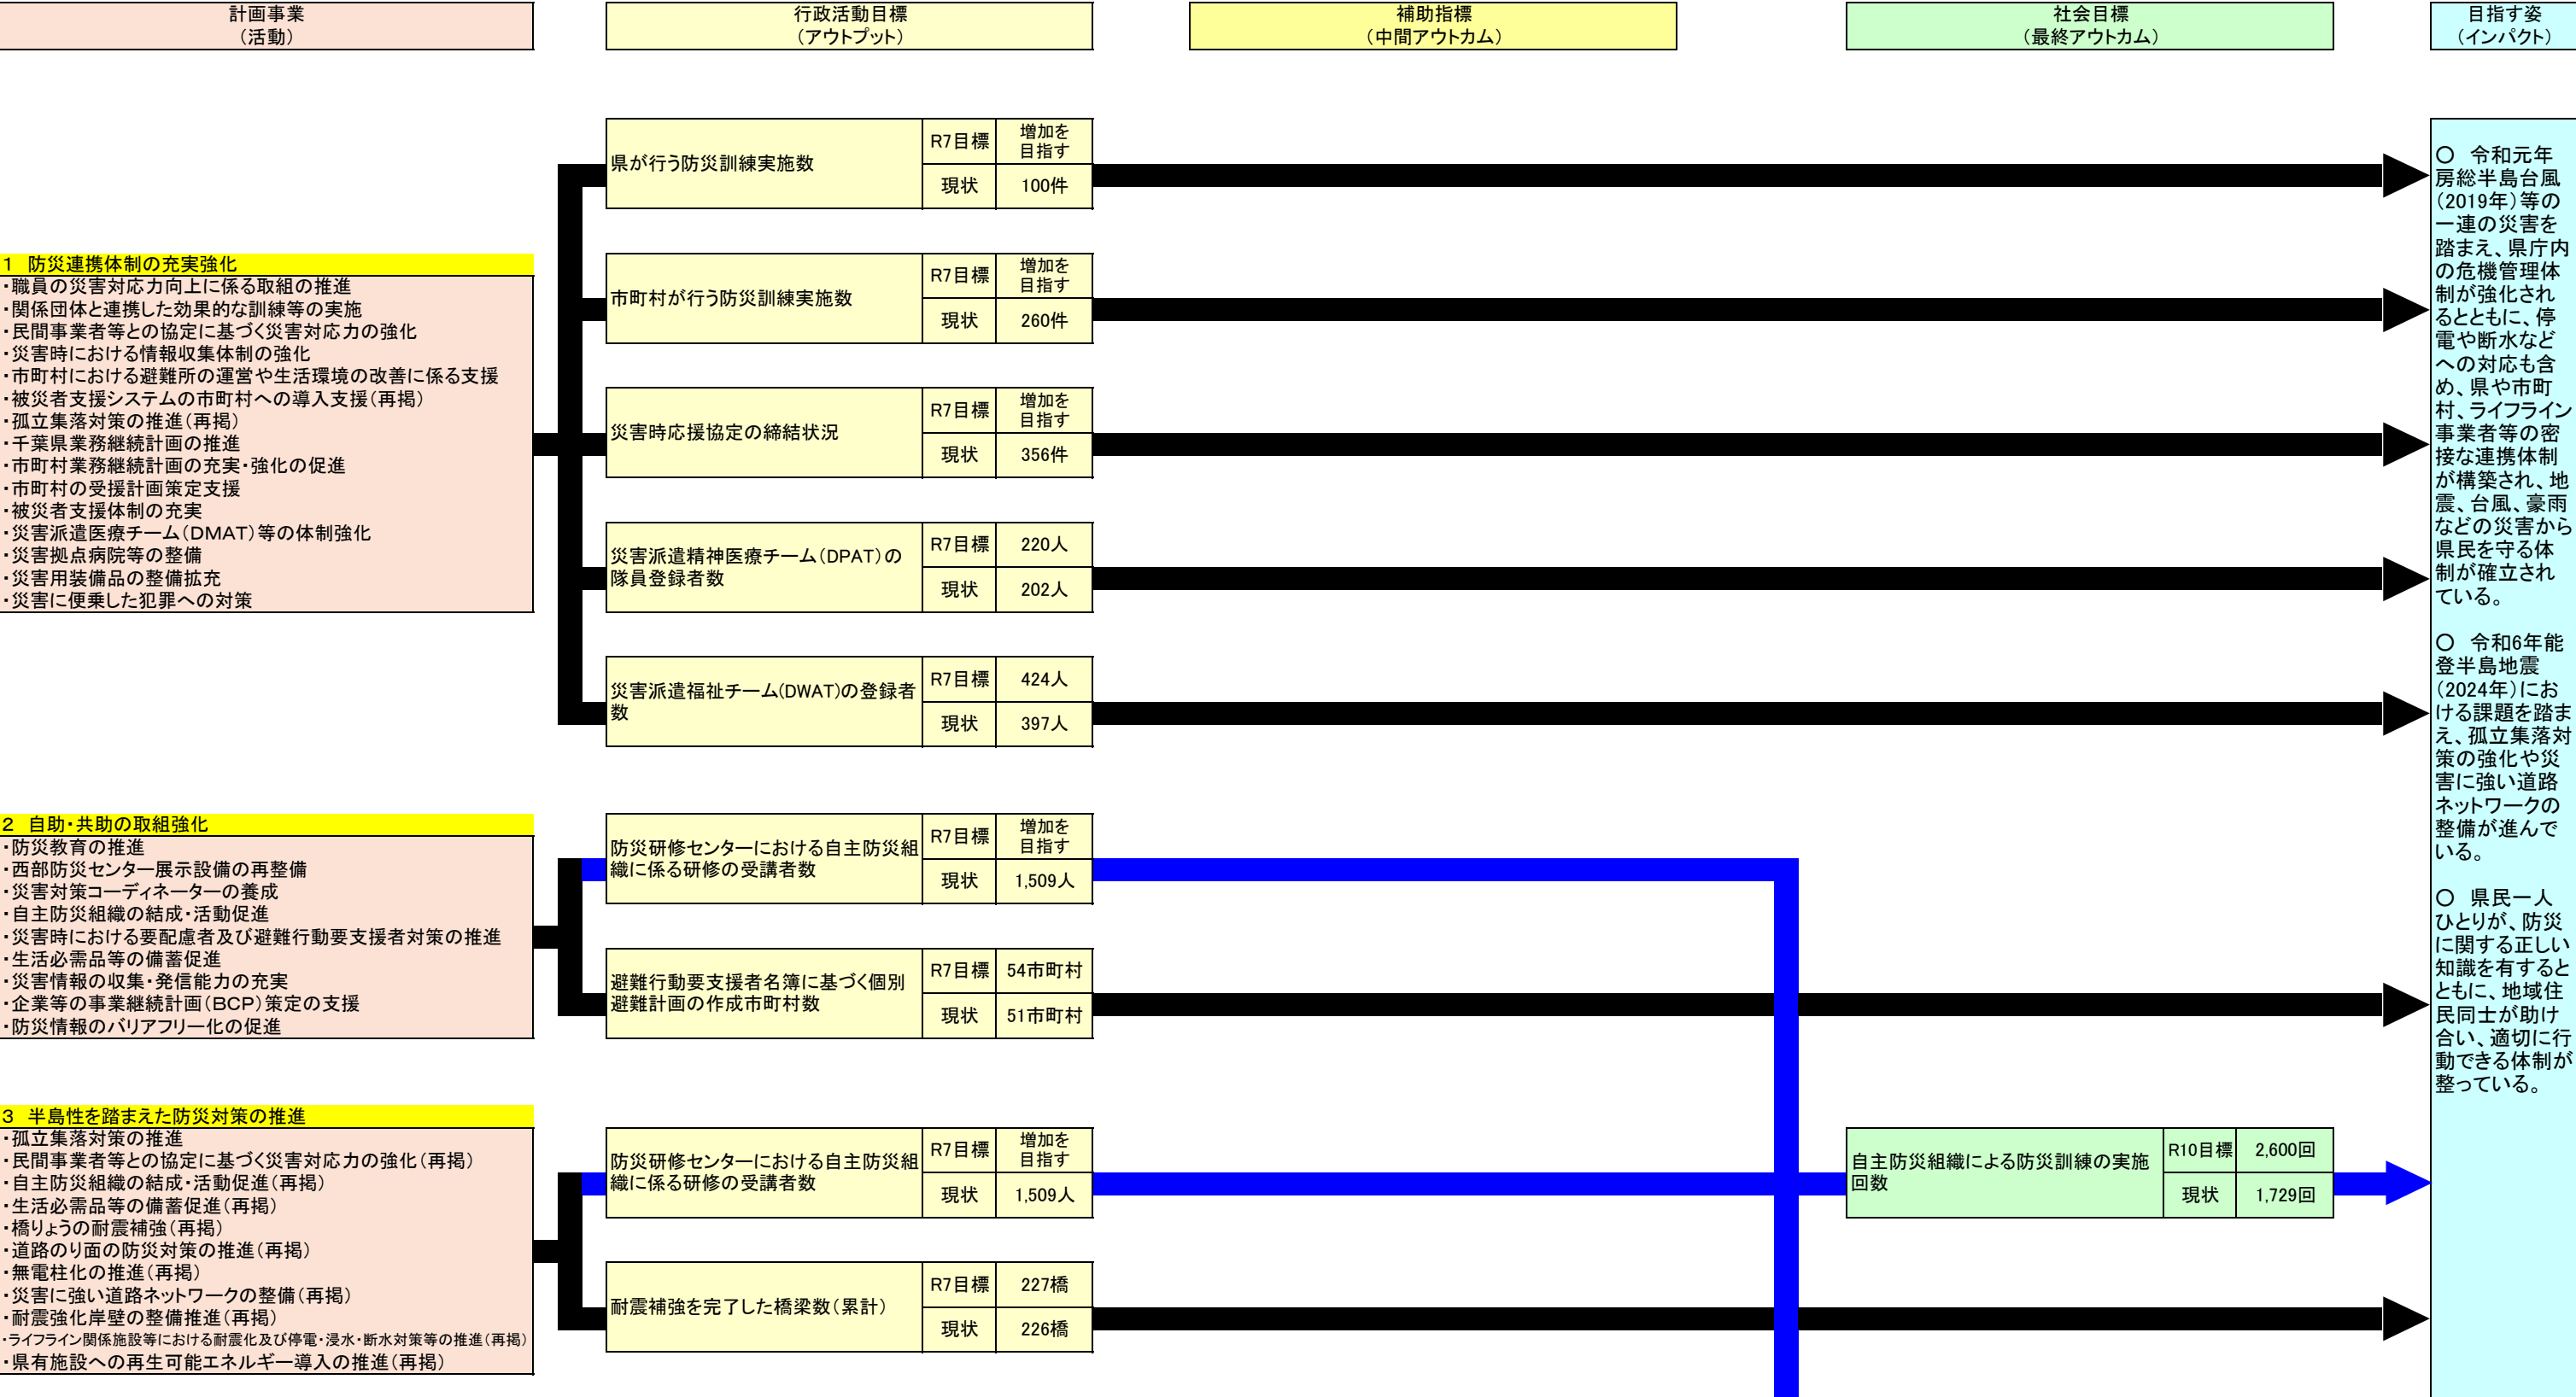 計画事業
（活動）
行政活動目標
（アウトプット）
補助指標
（中間アウトカム）
社会目標
（最終アウトカム）
目指す姿
（インパクト）
1　防災連携体制の充実強化
・職員の災害対応力向上に係る取組の推進
・関係団体と連携した効果的な訓練等の実施
・民間事業者等との協定に基づく災害対応力の強化
・災害時における情報収集体制の強化
・市町村における避難所の運営や生活環境の改善に係る支援
・被災者支援システムの市町村への導入支援（再掲）
・孤立集落対策の推進（再掲）
・千葉県業務継続計画の推進
・市町村業務継続計画の充実・強化の促進
・市町村の受援計画策定支援
・被災者支援体制の充実
・災害派遣医療チーム（DMAT）等の体制強化
・災害拠点病院等の整備
・災害用装備品の整備拡充
・災害に便乗した犯罪への対策
県が行う防災訓練実施数
R7目標
増加を
目指す
現状
100件
市町村が行う防災訓練実施数
R7目標
増加を
目指す
現状
260件
災害時応援協定の締結状況
R7目標
増加を
目指す
現状
356件
災害派遣精神医療チーム（DPAT）の
隊員登録者数
R7目標
220人
現状
202人
災害派遣福祉チーム(DWAT)の登録者
数
R7目標
424人
現状
397人
2　自助・共助の取組強化
・防災教育の推進
・西部防災センター展示設備の再整備
・災害対策コーディネーターの養成
・自主防災組織の結成・活動促進
・災害時における要配慮者及び避難行動要支援者対策の推進
・生活必需品等の備蓄促進
・災害情報の収集・発信能力の充実
・企業等の事業継続計画（BCP）策定の支援
・防災情報のバリアフリー化の促進
防災研修センターにおける自主防災組
織に係る研修の受講者数
R7目標
増加を
目指す
現状
1,509人
避難行動要支援者名簿に基づく個別
避難計画の作成市町村数
R7目標
54市町村
現状
51市町村
3　半島性を踏まえた防災対策の推進
・孤立集落対策の推進
・民間事業者等との協定に基づく災害対応力の強化（再掲）
・自主防災組織の結成・活動促進（再掲）
・生活必需品等の備蓄促進（再掲）
・橋りょうの耐震補強（再掲）
・道路のり面の防災対策の推進（再掲）
・無電柱化の推進（再掲）
・災害に強い道路ネットワークの整備（再掲）
・耐震強化岸壁の整備推進（再掲）
・ライフライン関係施設等における耐震化及び停電・浸水・断水対策等の推進（再掲）
・県有施設への再生可能エネルギー導入の推進（再掲）
防災研修センターにおける自主防災組
織に係る研修の受講者数
R7目標
増加を
目指す
現状
1,509人
耐震補強を完了した橋梁数（累計）
R7目標
227橋
現状
226橋
自主防災組織による防災訓練の実施
回数
R10目標
2,600回
現状
1,729回
○　令和元年
房総半島台風
（2019年）等の
一連の災害を
踏まえ、県庁内
の危機管理体
制が強化され
るとともに、停
電や断水など
への対応も含
め、県や市町
村、ライフライン
事業者等の密
接な連携体制
が構築され、地
震、台風、豪雨
などの災害から
県民を守る体
制が確立され
ている。
○　令和6年能
登半島地震
（2024年）にお
ける課題を踏ま
え、孤立集落対
策の強化や災
害に強い道路
ネットワークの
整備が進んで
いる。
○　県民一人
ひとりが、防災
に関する正しい
知識を有すると
ともに、地域住
民同士が助け
合い、適切に行
動できる体制が
整っている。